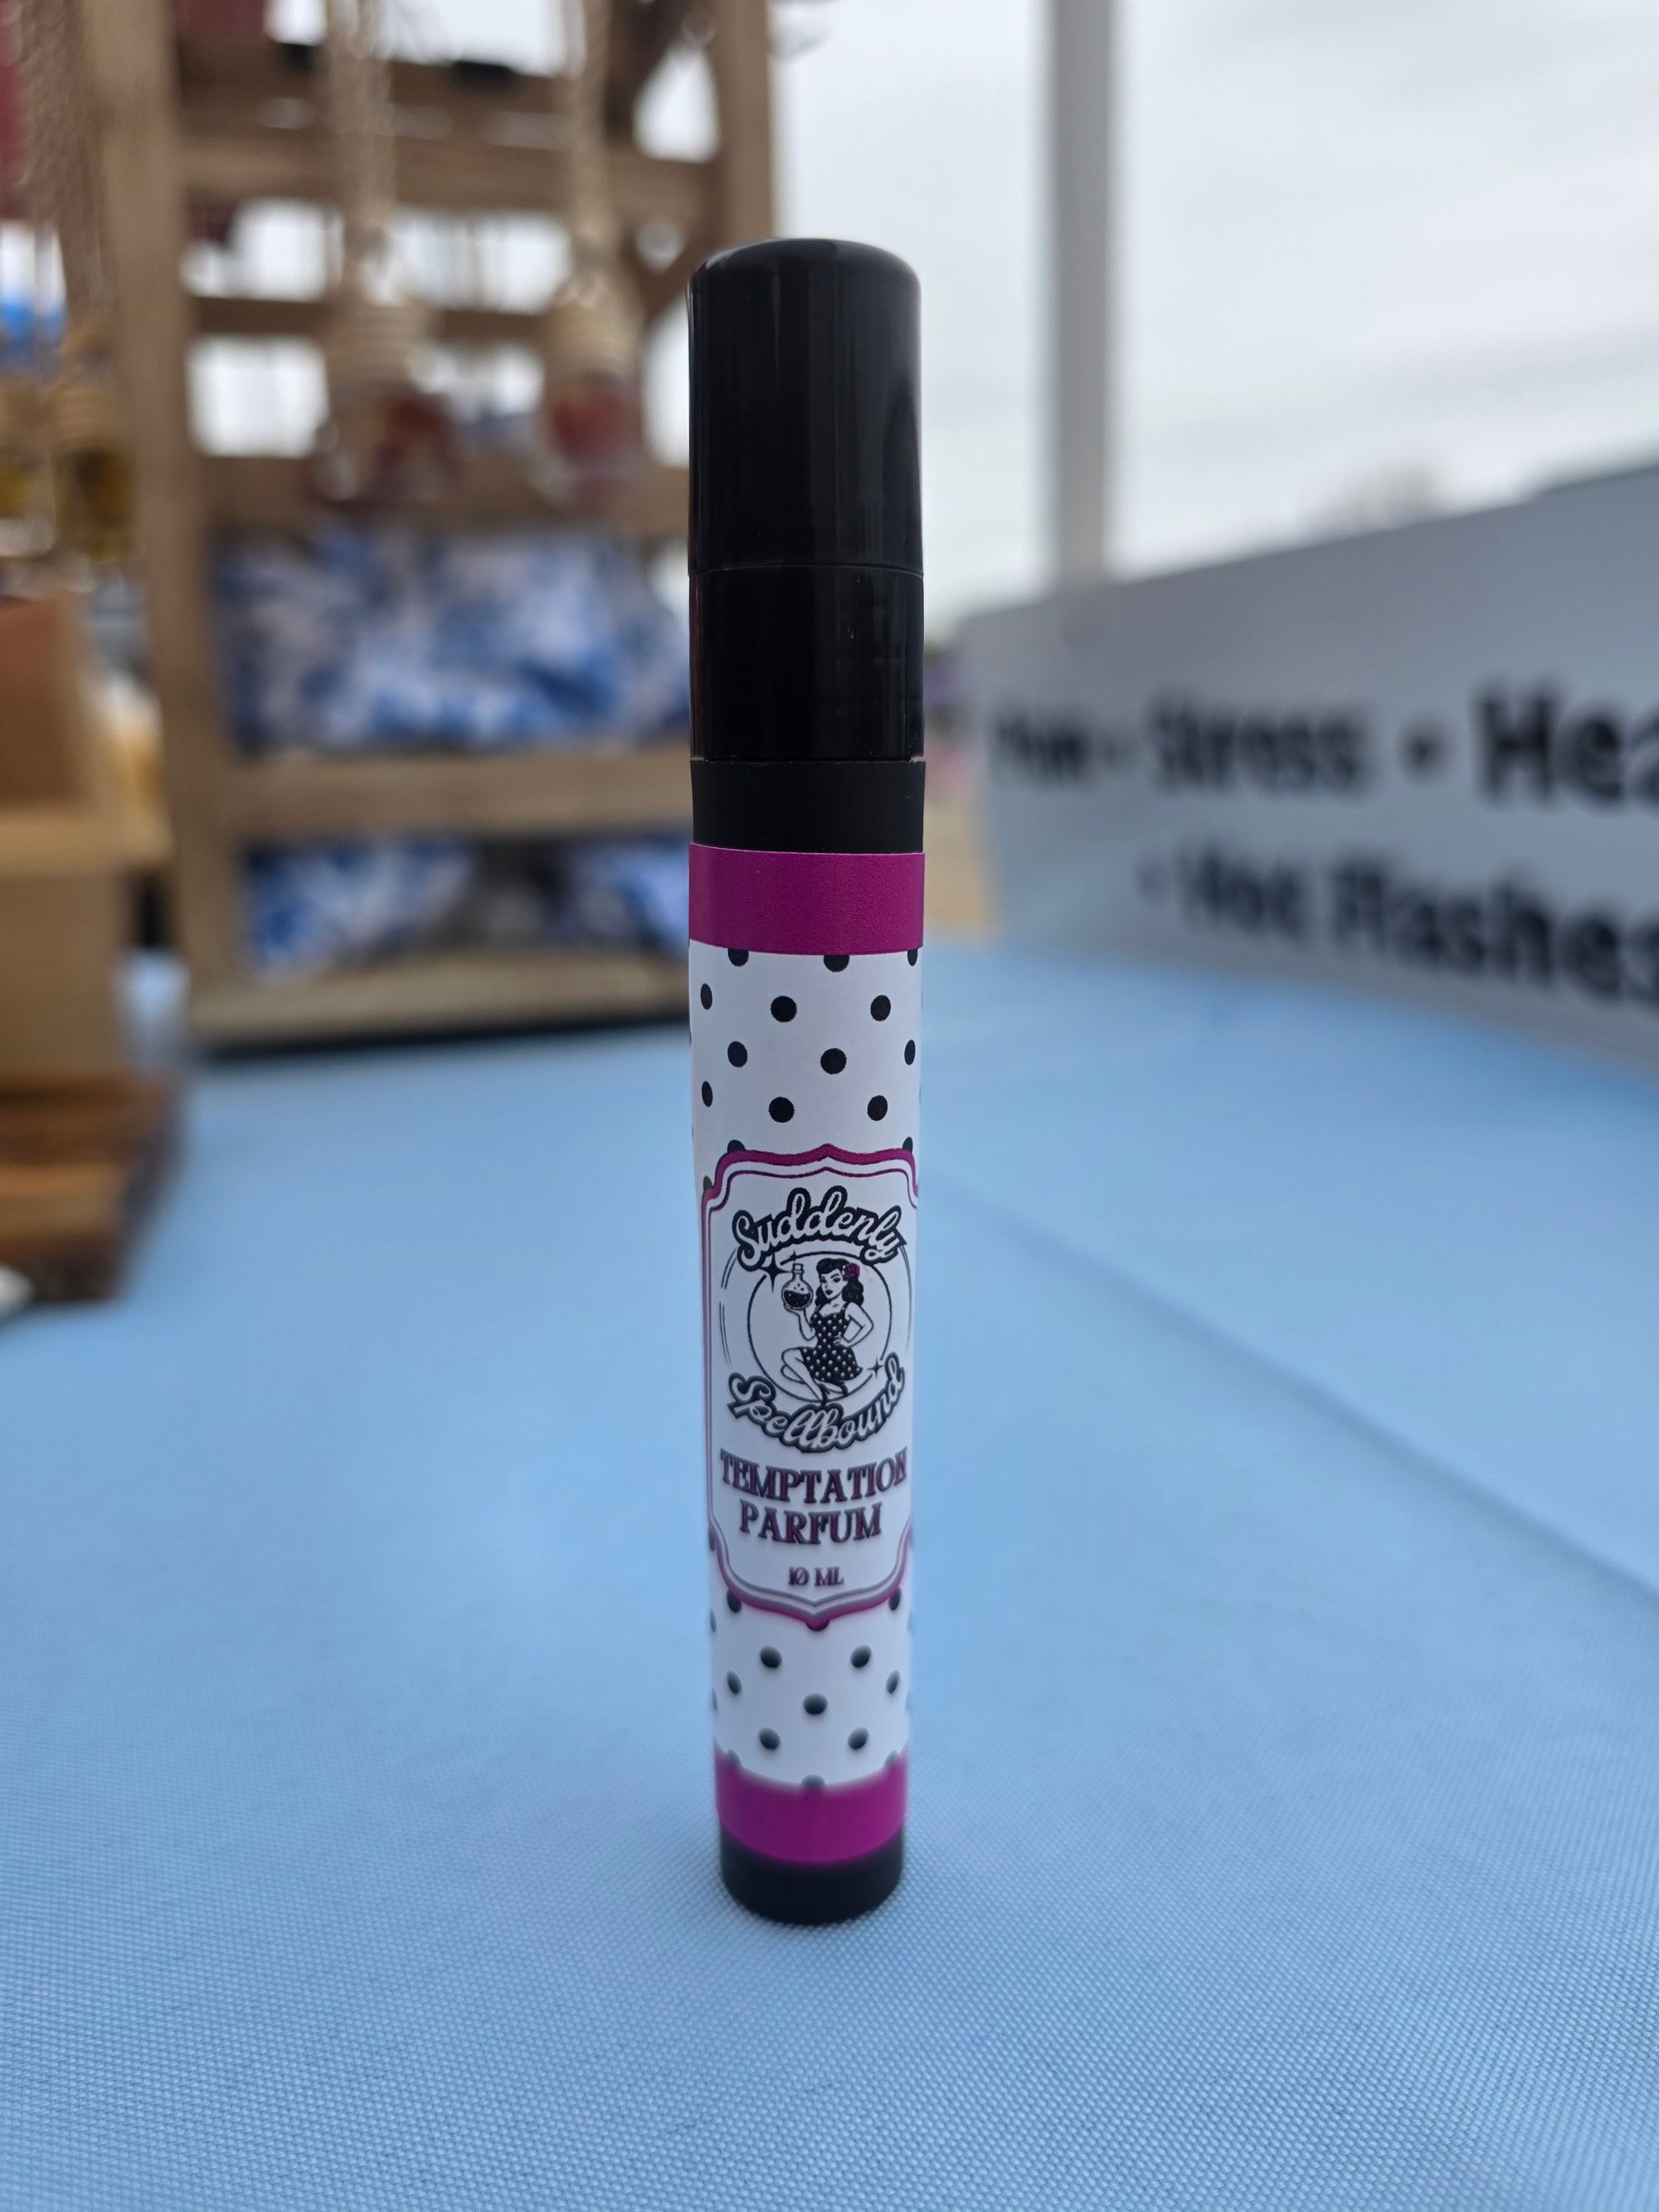 Suddenly
Spellbound
TEMPTATION
PARFUM
10 ML
• Stress •
• Hot Flashes